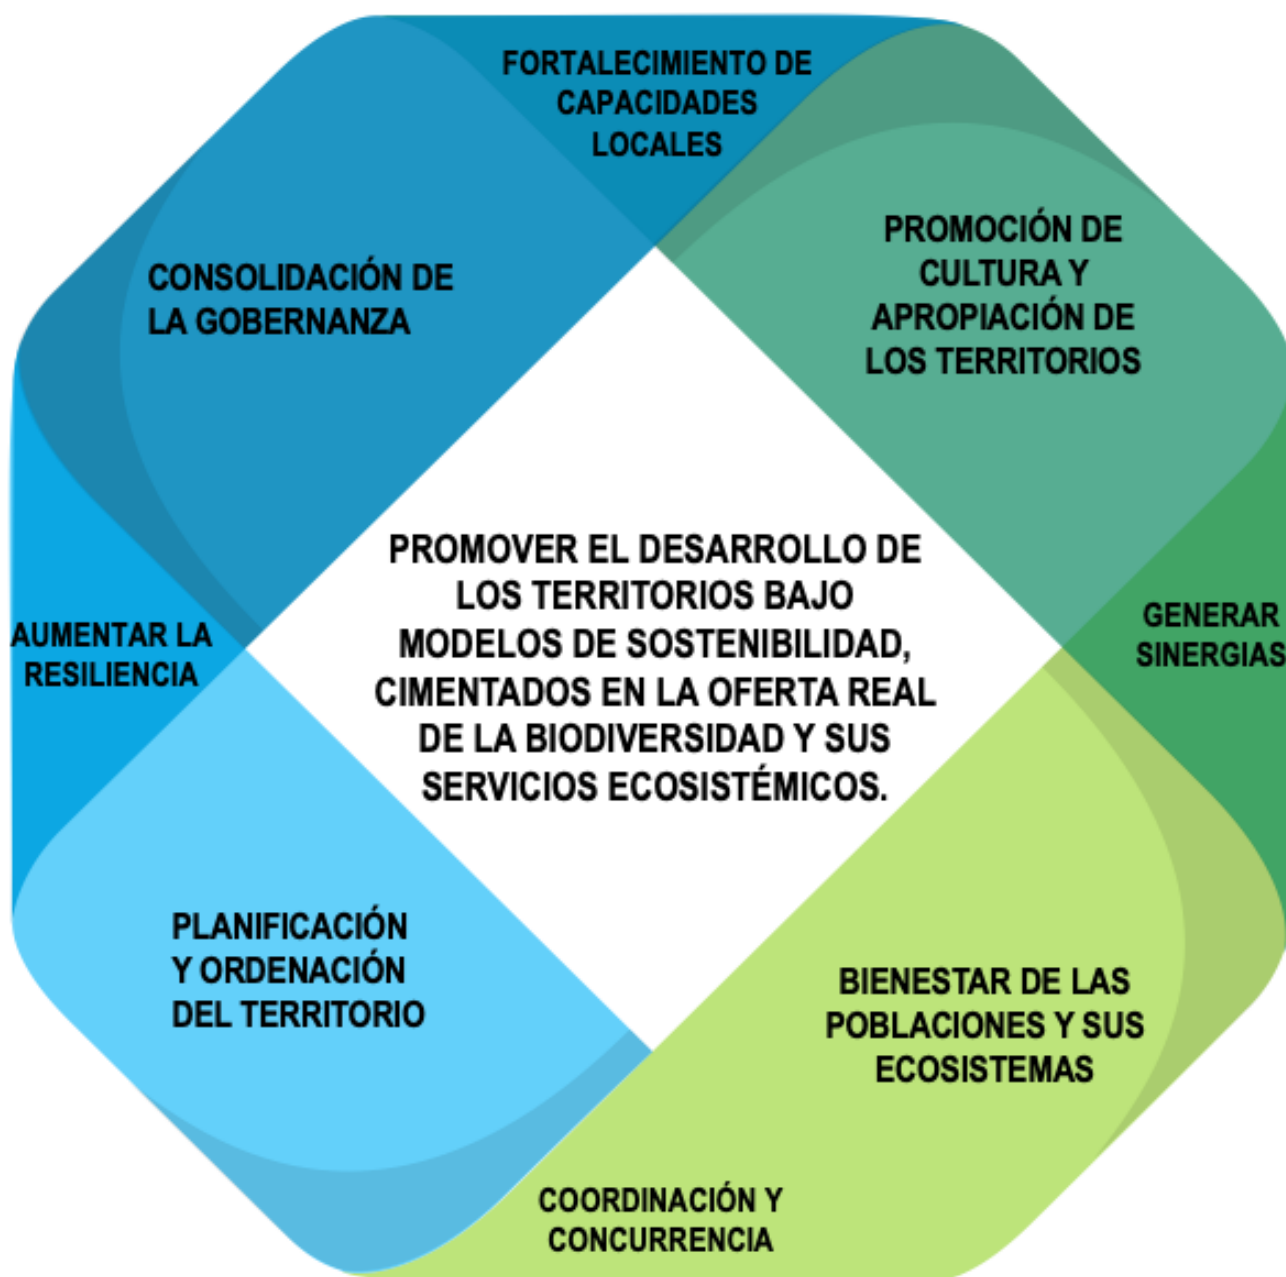 FORTALECIMIENTO DE
CAPACIDADES
LOCALES
PROMOCIÓN DE
CULTURA Y
APROPIACIÓN DE
LOS TERRITORIOS
CONSOLIDACIÓN DE
LA GOBERNANZA
PROMOVER EL DESARROLLO DE
LOS TERRITORIOS BAJO
MODELOS DE SOSTENIBILIDAD,
CIMENTADOS EN LA OFERTA REAL
DE LA BIODIVERSIDAD Y SUS
SERVICIOS ECOSISTÉMICOS.
AUMENTAR LA
RESILIENCIA
GENERAR
SINERGIAS
PLANIFICACIÓN
Y ORDENACIÓN
DEL TERRITORIO
BIENESTAR DE LAS
POBLACIONES Y SUS
ECOSISTEMAS
COORDINACIÓN Y
CONCURRENCIA